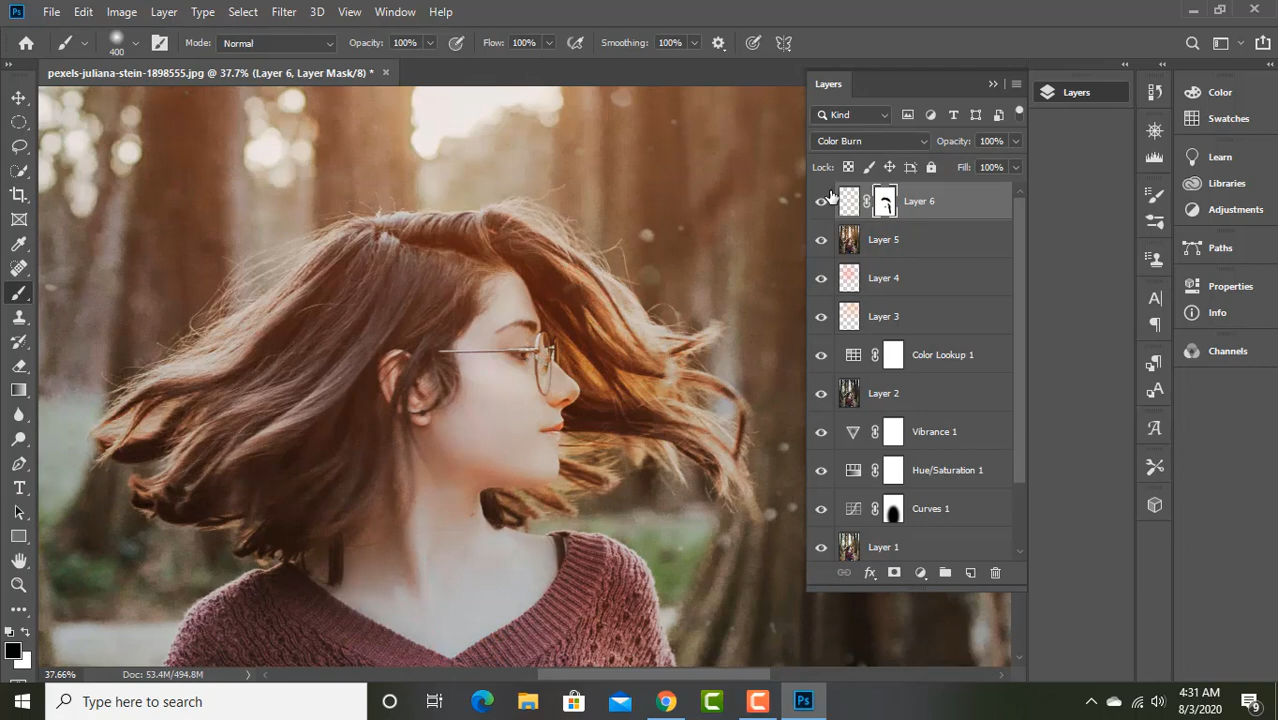 Ps File Edit Image Layer Type Select Filter 3D View Window Help
400 Mode: Normal Opacity: 100% Flow: 100% Smoothing: 100%
pexels-juliana-stein-1898555.jpg @ 37.7% (Layer 6, Layer Mask/8) *
Layers
Kind
Color Burn Opacity: 100%
Lock: Fill: 100%
Layer 6
Layer 5
Layer 4
Layer 3
Color Lookup 1
Layer 2
Vibrance 1
Hue/Saturation 1
Curves 1
Layer 1
fx
Layers
Color
Swatches
Learn
Libraries
Adjustments
Paths
Properties
Info
Channels
37.66% Doc: 53.4M/494.8M
Type here to search
Ps
4:31 AM
8/3/2020
9